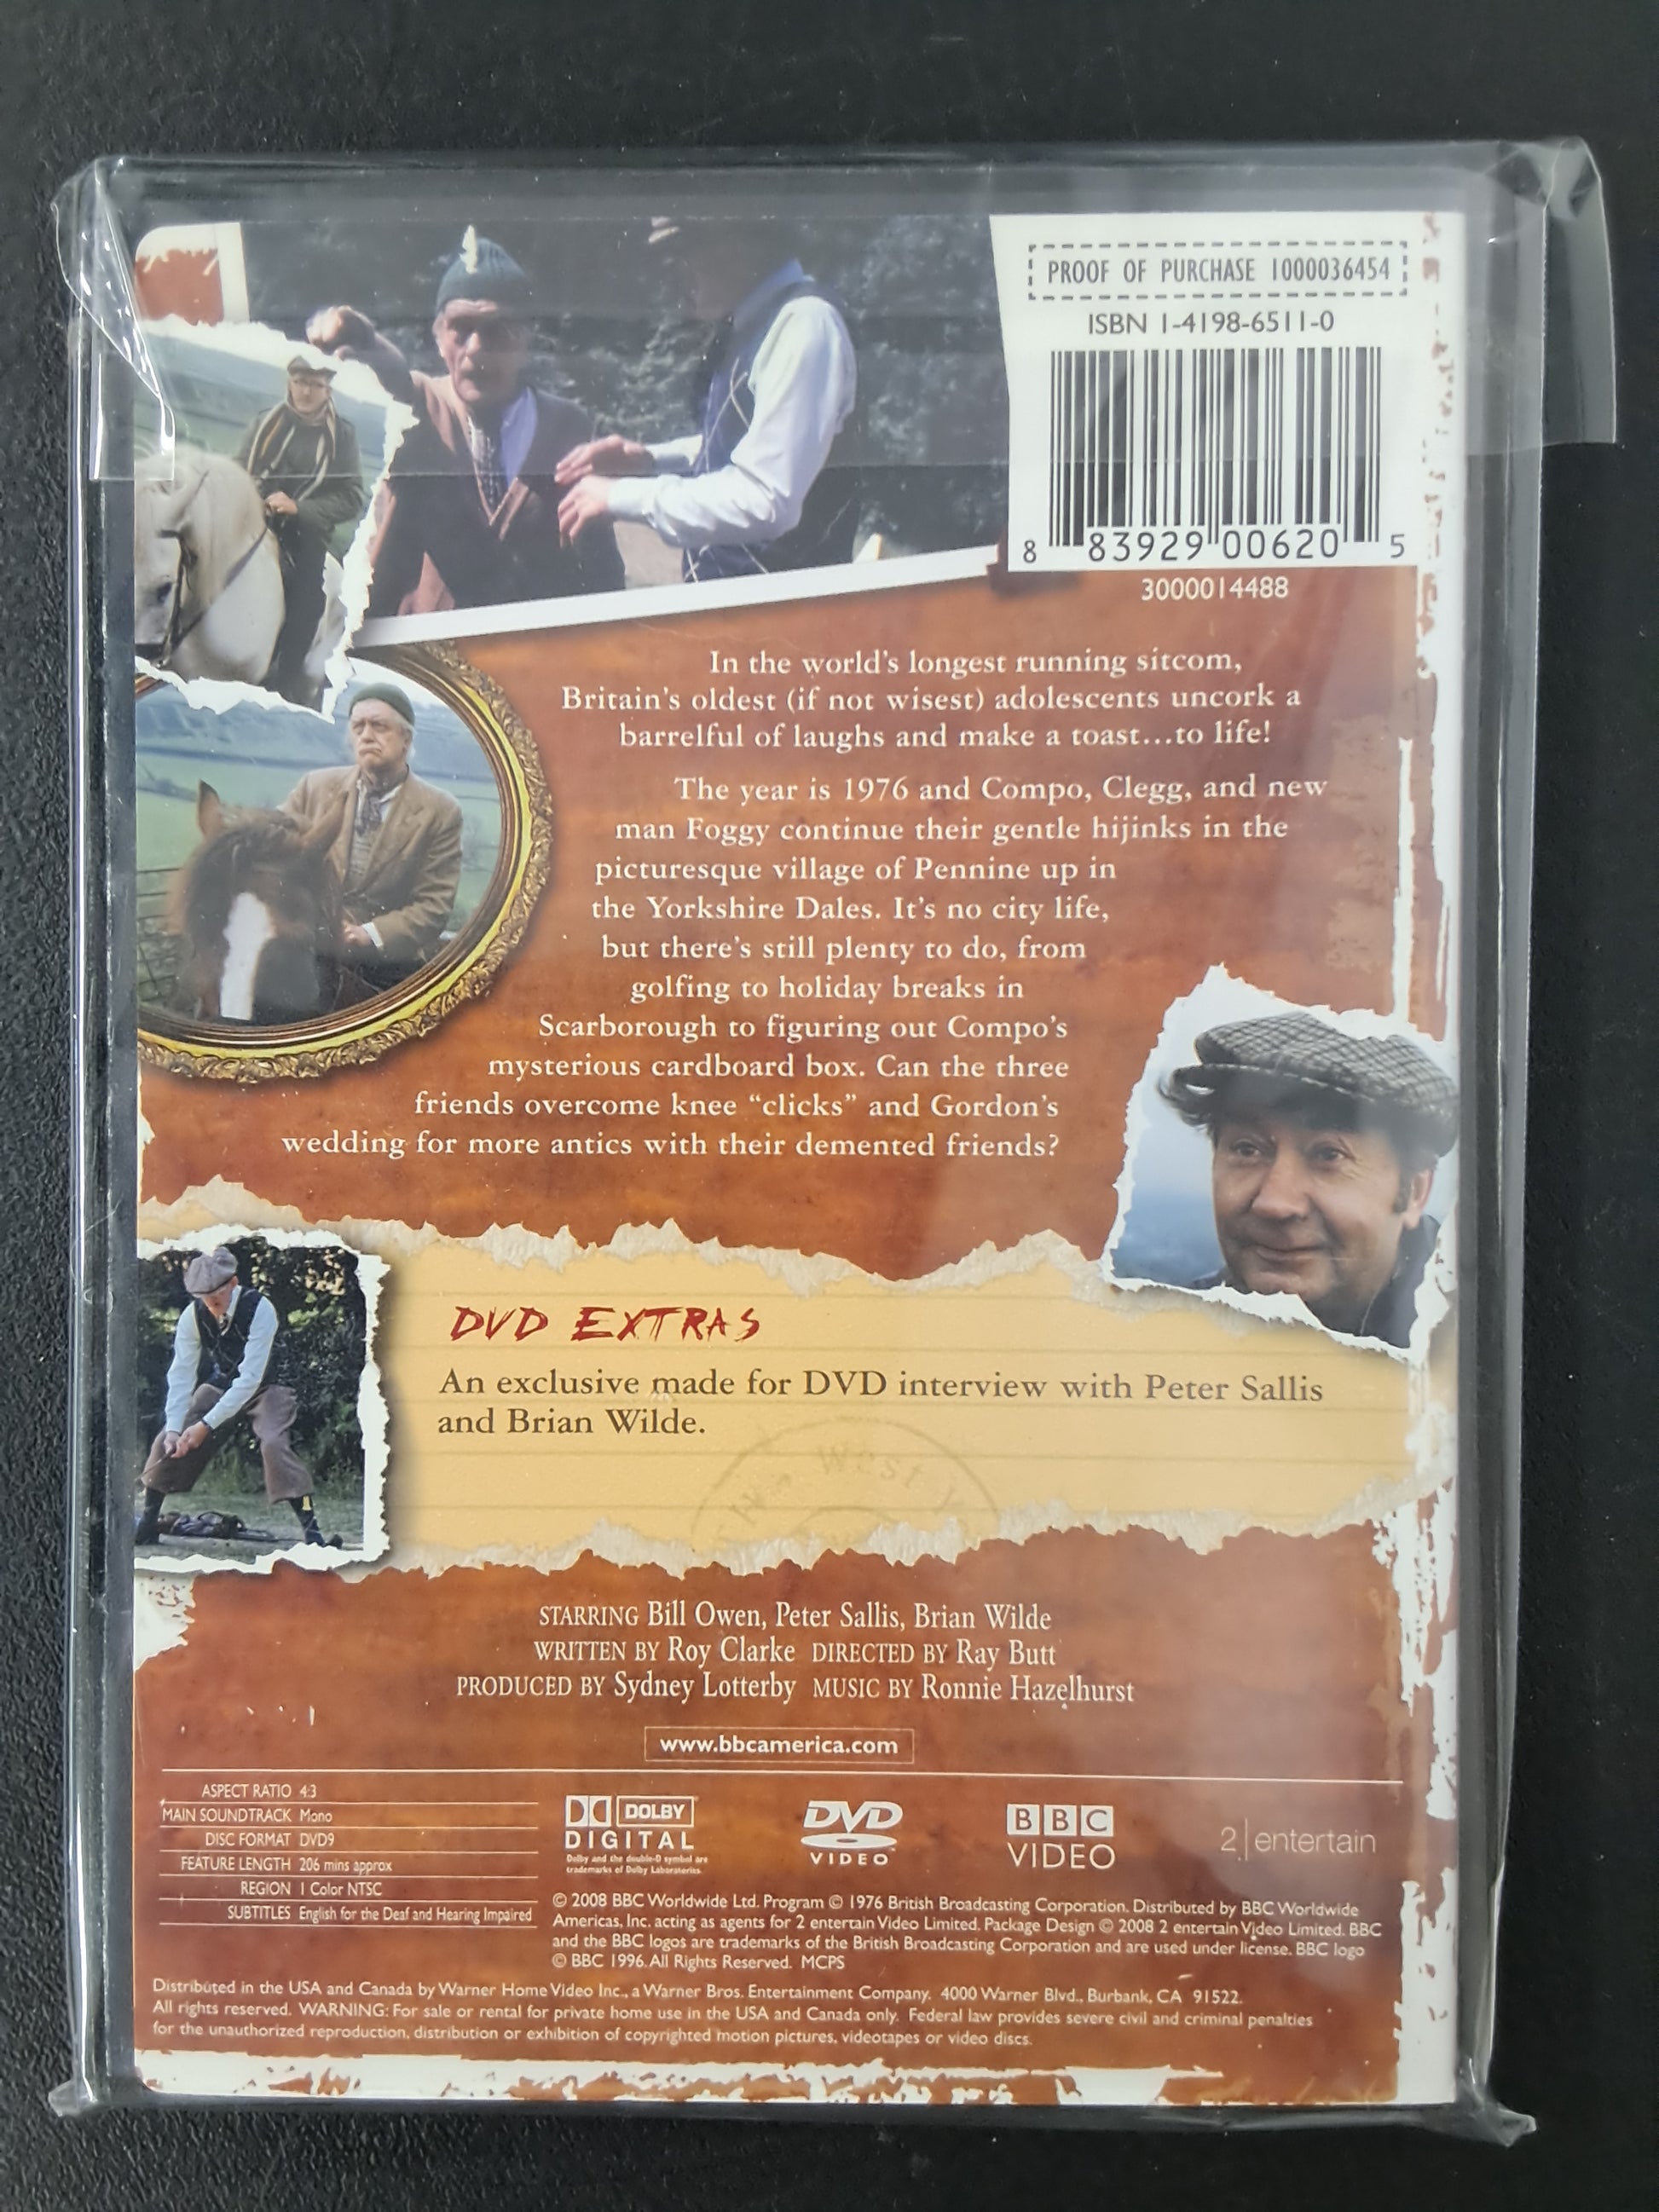 PROOF OF PURCHASE 1000036454
ISBN 1-4198-6511-0
8 83929 00620 5
3000014488
In the world's longest running sitcom,
Britain's oldest (if not wisest) adolescents uncork a
barrelful of laughs and make a toast...to life!
The year is 1976 and Compo, Clegg, and new
man Foggy continue their gentle hijinks in the
picturesque village of Pennine up in
the Yorkshire Dales. It's no city life,
but there's still plenty to do, from
golfing to holiday breaks in
Scarborough to figuring out Compo's
mysterious cardboard box. Can the three
friends overcome knee “clicks” and Gordon's
wedding for more antics with their demented friends?
DVD EXTRAS
An exclusive made for DVD interview with Peter Sallis
and Brian Wilde.
West Y
STARRING Bill Owen, Peter Sallis, Brian Wilde
WRITTEN BY Roy Clarke DIRECTED BY Ray Butt
PRODUCED BY Sydney Lotterby MUSIC BY Ronnie Hazelhurst
www.bbcamerica.com
ASPECT RATIO 4:3
MAIN SOUNDTRACK Mono
DISC FORMAT DVD9
FEATURE LENGTH 206 mins approx
REGION 1 Color NTSC
SUBTITLES English for the Deaf and Hearing Impaired
DOLBY
DIGITAL
Dolby and the double-D symbol are
trademarks of Dolby Laboratories.
DVD
VIDEO
BBC
VIDEO
2|entertain
© 2008 BBC Worldwide Ltd. Program © 1976 British Broadcasting Corporation. Distributed by BBC Worldwide
Americas, Inc. acting as agents for 2 entertain Video Limited. Package Design © 2008 2 entertain Video Limited. BBC
and the BBC logos are trademarks of the British Broadcasting Corporation and are used under license. BBC logo
© BBC 1996. All Rights Reserved. MCPS
Distributed in the USA and Canada by Warner Home Video Inc., a Warner Bros. Entertainment Company. 4000 Warner Blvd., Burbank, CA 91522.
All rights reserved. WARNING: For sale or rental for private home use in the USA and Canada only. Federal law provides severe civil and criminal penalties
for the unauthorized reproduction, distribution or exhibition of copyrighted motion pictures, videotapes or video discs.